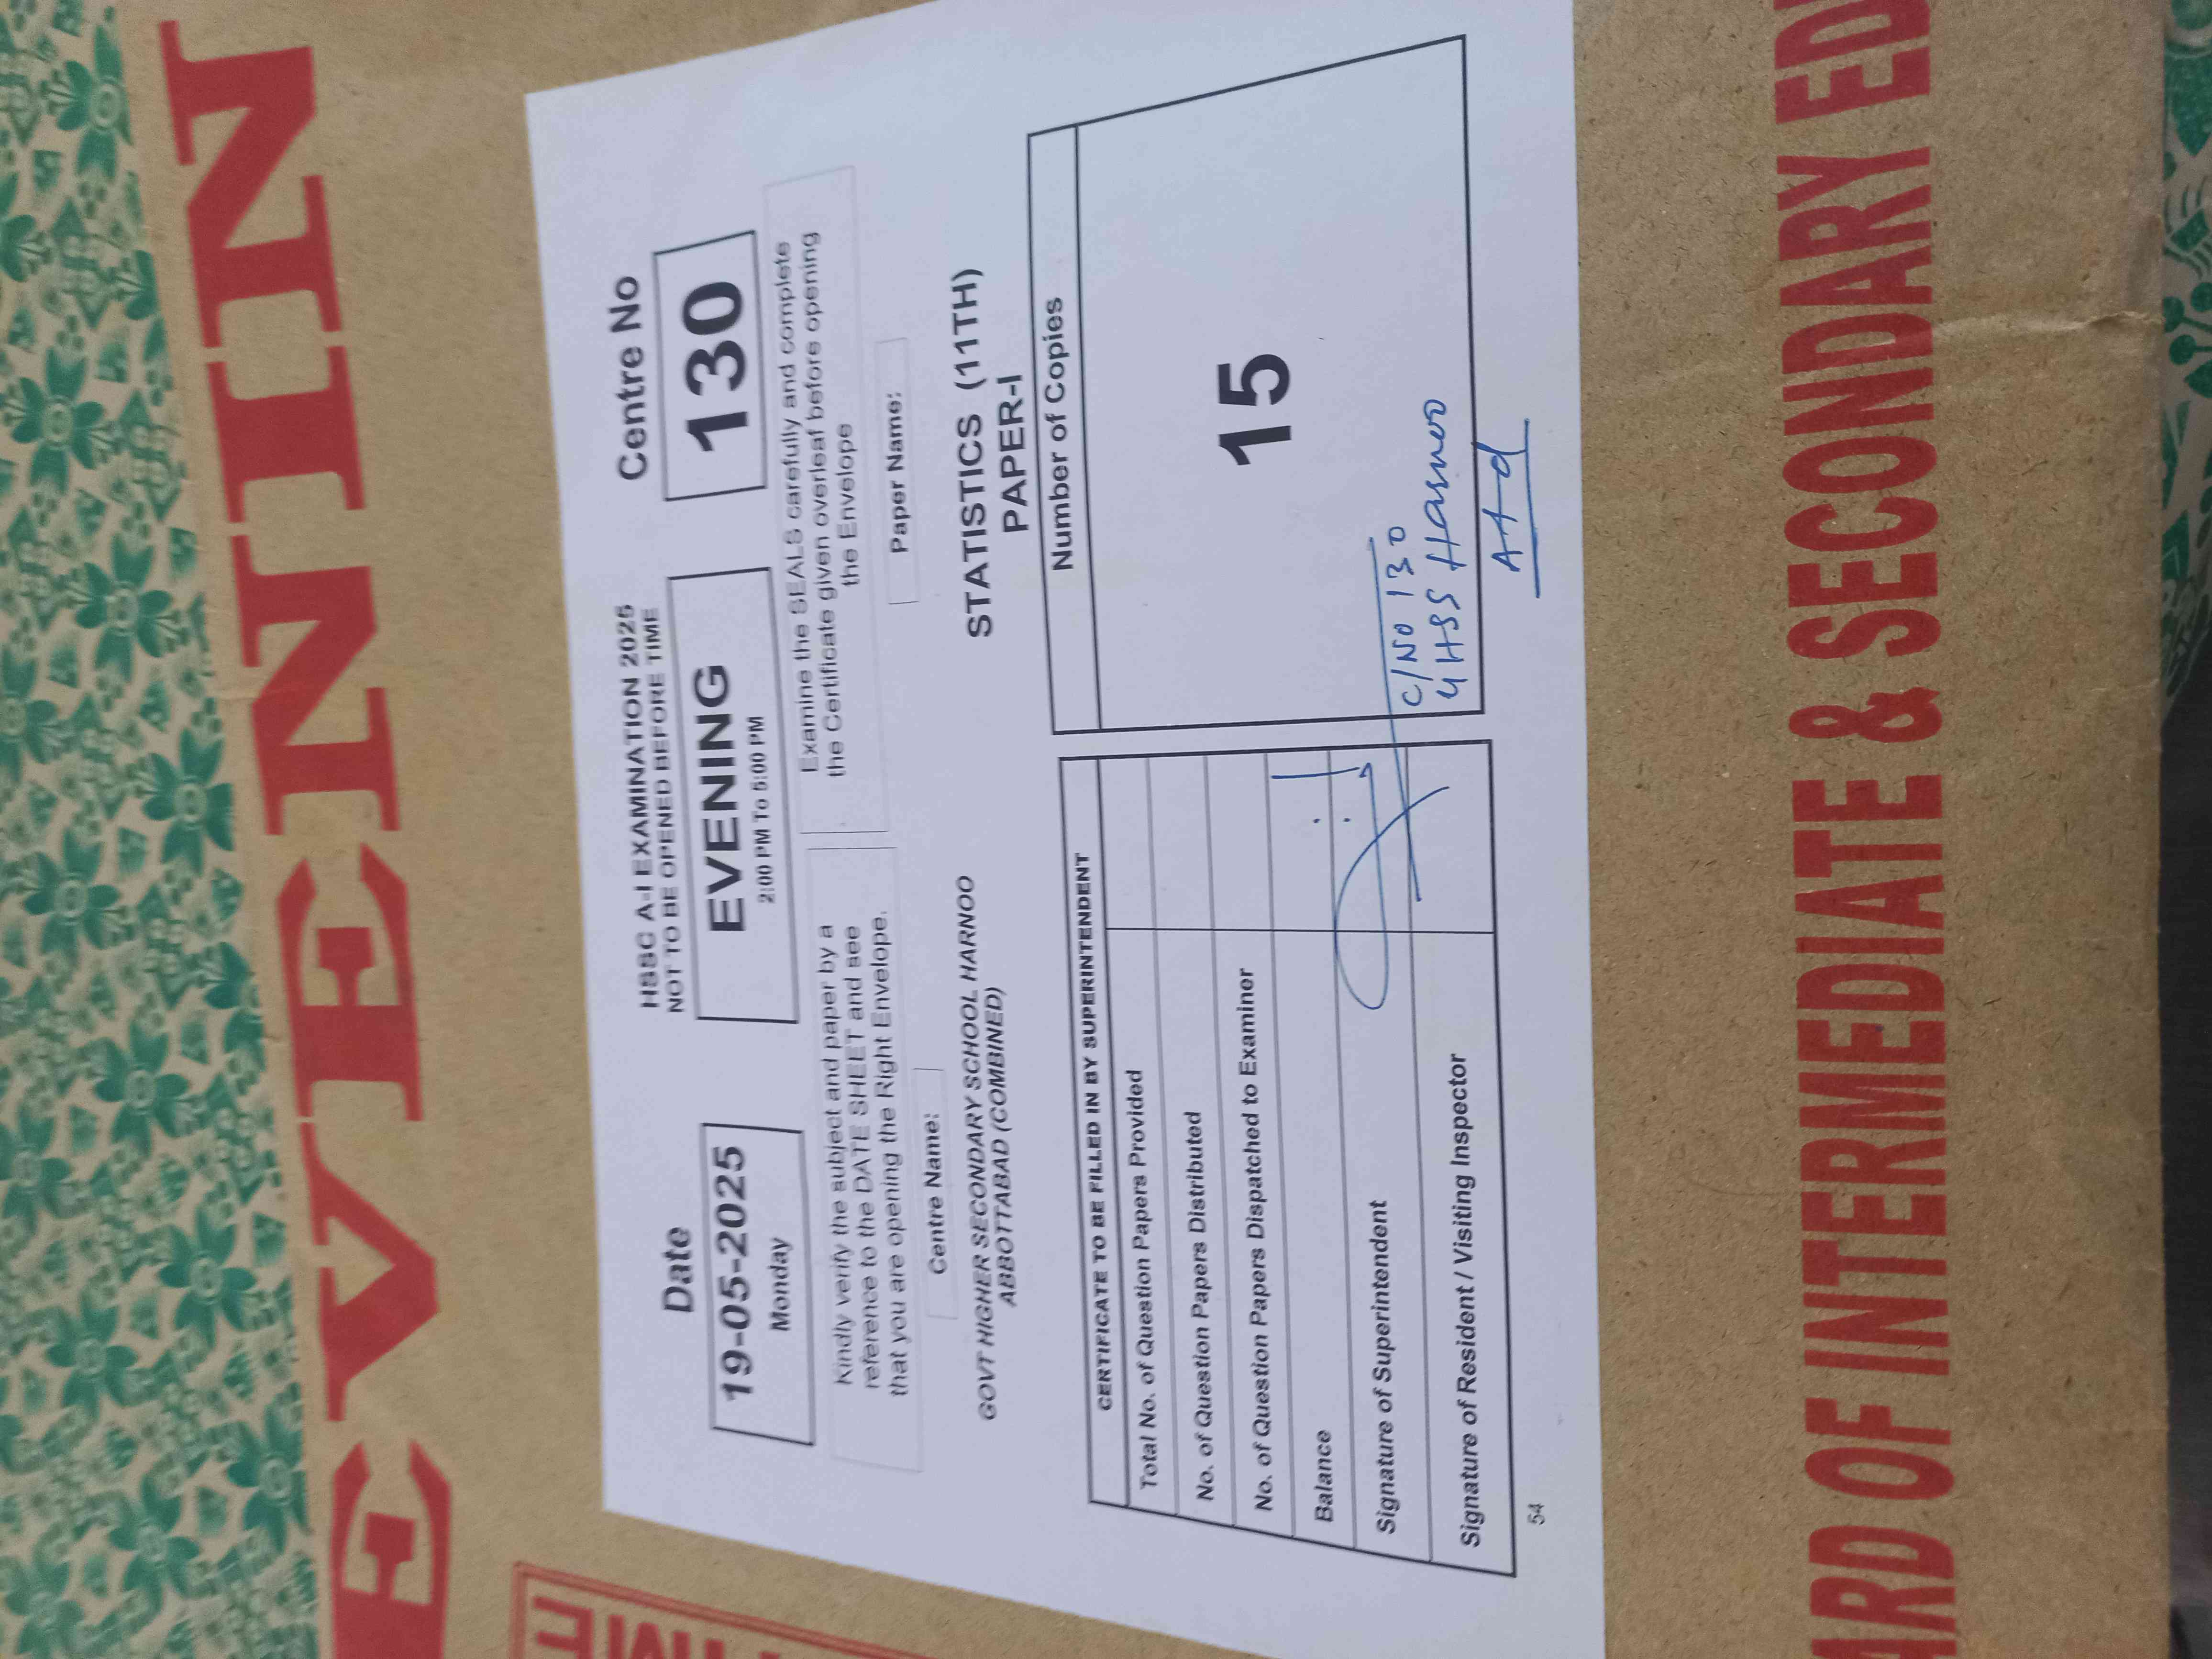 EVENIN
HSSC A-I EXAMINATION 2025
NOT TO BE OPENED BEFORE TIME
Date
19-05-2025
Monday
EVENING
2:00 PM To 5:00 PM
Centre No
130
Kindly verify the subject and paper by a
reference to the DATE SHEET and see
that you are opening the Right Envelope.
Examine the SEALS carefully and complete
the Certificate given overleaf before opening
the Envelope
Centre Name:
GOVT HIGHER SECONDARY SCHOOL HARNOO
ABBOTTABAD (COMBINED)
Paper Name:
STATISTICS (11TH)
PAPER-I
CERTIFICATE TO BE FILLED IN BY SUPERINTENDENT
Total No. of Question Papers Provided
No. of Question Papers Distributed
No. of Question Papers Dispatched to Examiner
Balance
Signature of Superintendent
Signature of Resident / Visiting Inspector
Number of Copies
15
C/No 130
GHSS Harnoo
Atd
54
ARD OF INTERMEDIATE & SECONDARY EDU